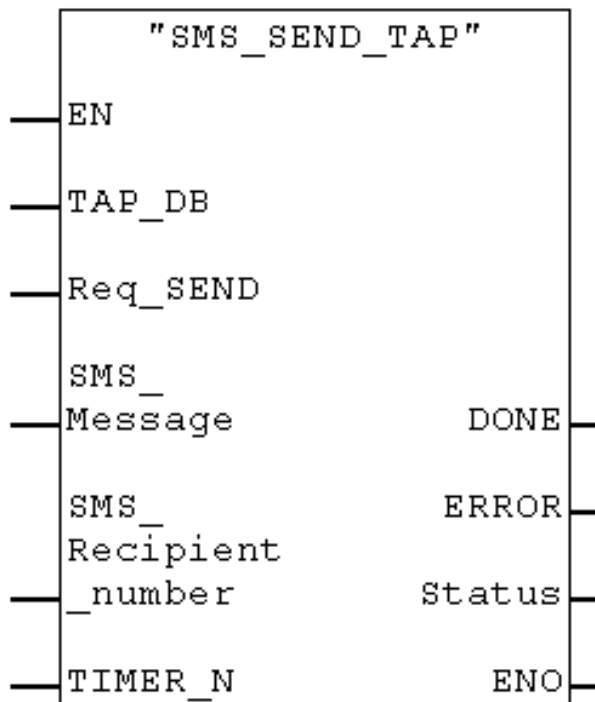 "SMS_SEND_TAP"
EN
TAP_DB
Req_SEND
SMS_
Message DONE
SMS_ ERROR
Recipient
_number Status
TIMER_N ENO